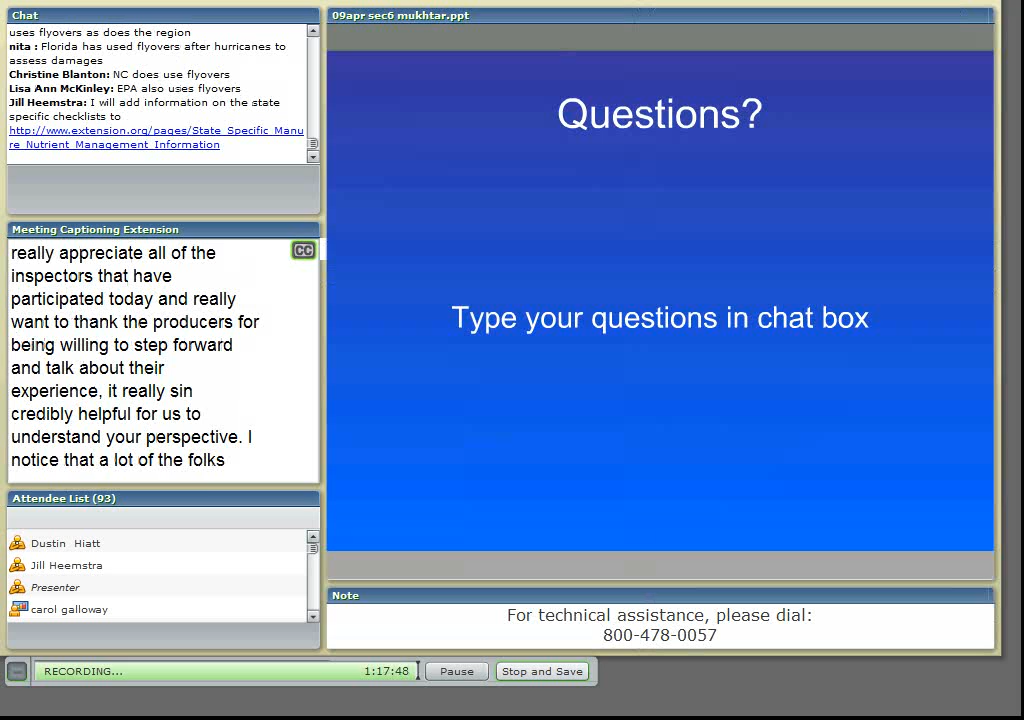 Chat
uses flyovers as does the region
nita : Florida has used flyovers after hurricanes to
assess damages
Christine Blanton: NC does use flyovers
Lisa Ann McKinley: EPA also uses flyovers
Jill Heemstra: I will add information on the state
specific checklists to
http://www.extension.org/pages/State_Specific_Manu
re_Nutrient_Management_Information
Meeting Captioning Extension
CC
really appreciate all of the
inspectors that have
participated today and really
want to thank the producers for
being willing to step forward
and talk about their
experience, it really sin
credibly helpful for us to
understand your perspective. I
notice that a lot of the folks
Attendee List (93)
Dustin Hiatt
Jill Heemstra
Presenter
carol galloway
09apr sec6 mukhtar.ppt
Questions?
Type your questions in chat box
Note
For technical assistance, please dial:
800-478-0057
RECORDING... 1:17:48 Pause Stop and Save